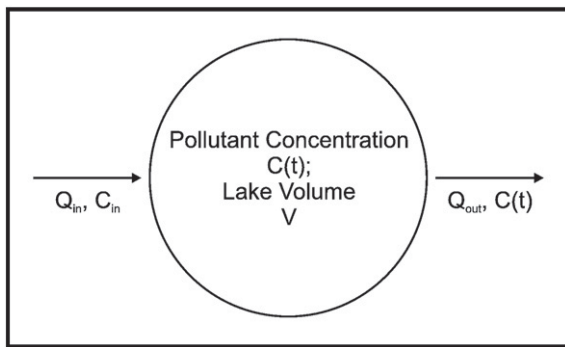 Pollutant Concentration
C(t);
Lake Volume
V
Q_in, C_in
Q_out, C(t)